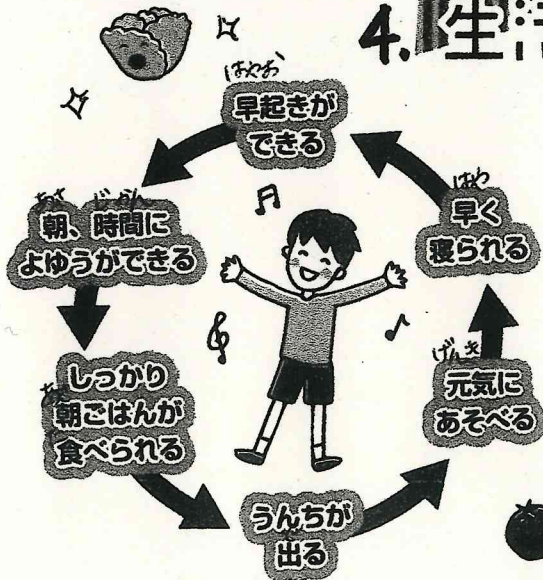 4. 生活
はやお
早起きが
できる
あさ じかん
朝、時間に
よゆうができる
しっかり
あさ
朝ごはんが
食べられる
うんちが
出る
げんき
元気に
あそべる
はや
早く
寝られる